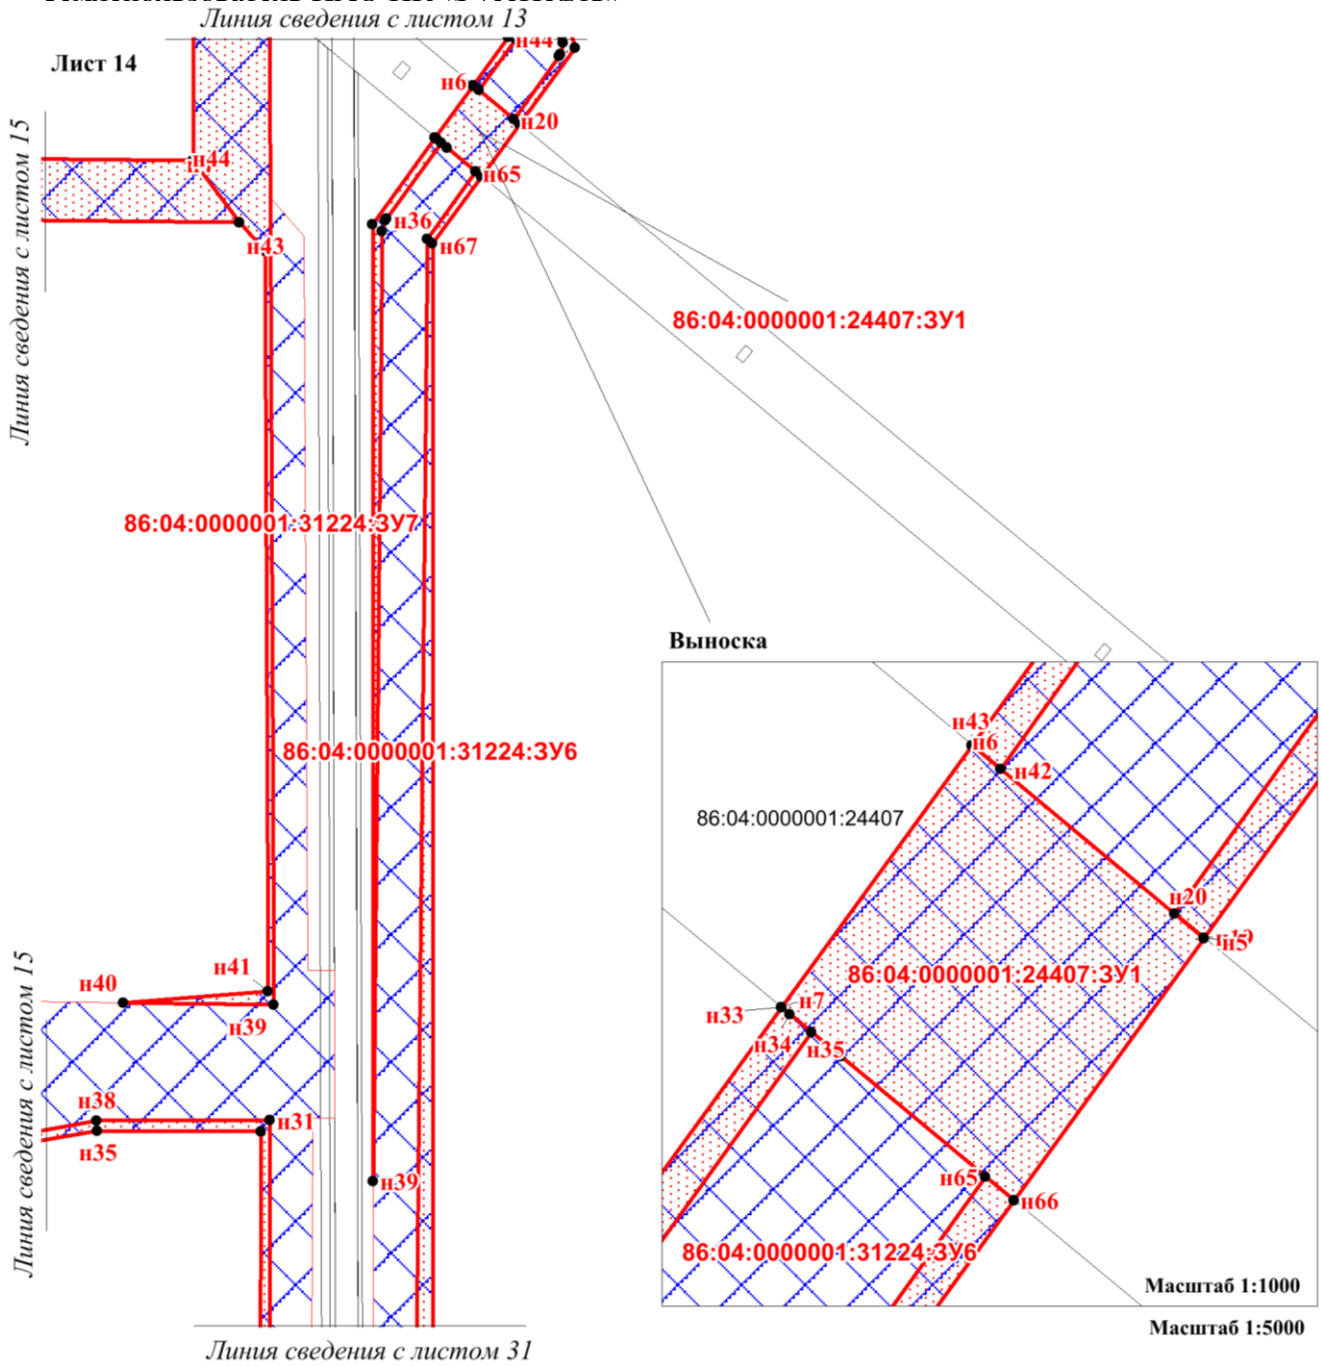 Линия сведения с листом 13
Лист 14
н44
н6
н20
н44
н65
Линия сведения с листом 15
н36
н43
н67
86:04:0000001:24407:ЗУ1
86:04:0000001:31224:ЗУ7
Выноска
н43
н6
86:04:0000001:31224:ЗУ6
н42
86:04:0000001:24407
н20
н5
н41
86:04:0000001:24407:ЗУ1
н40
н7
н33
н39
н34
н35
Линия сведения с листом 15
н38
н31
н35
н65
н39
н66
86:04:0000001:31224:ЗУ6
Масштаб 1:1000
Масштаб 1:5000
Линия сведения с листом 31